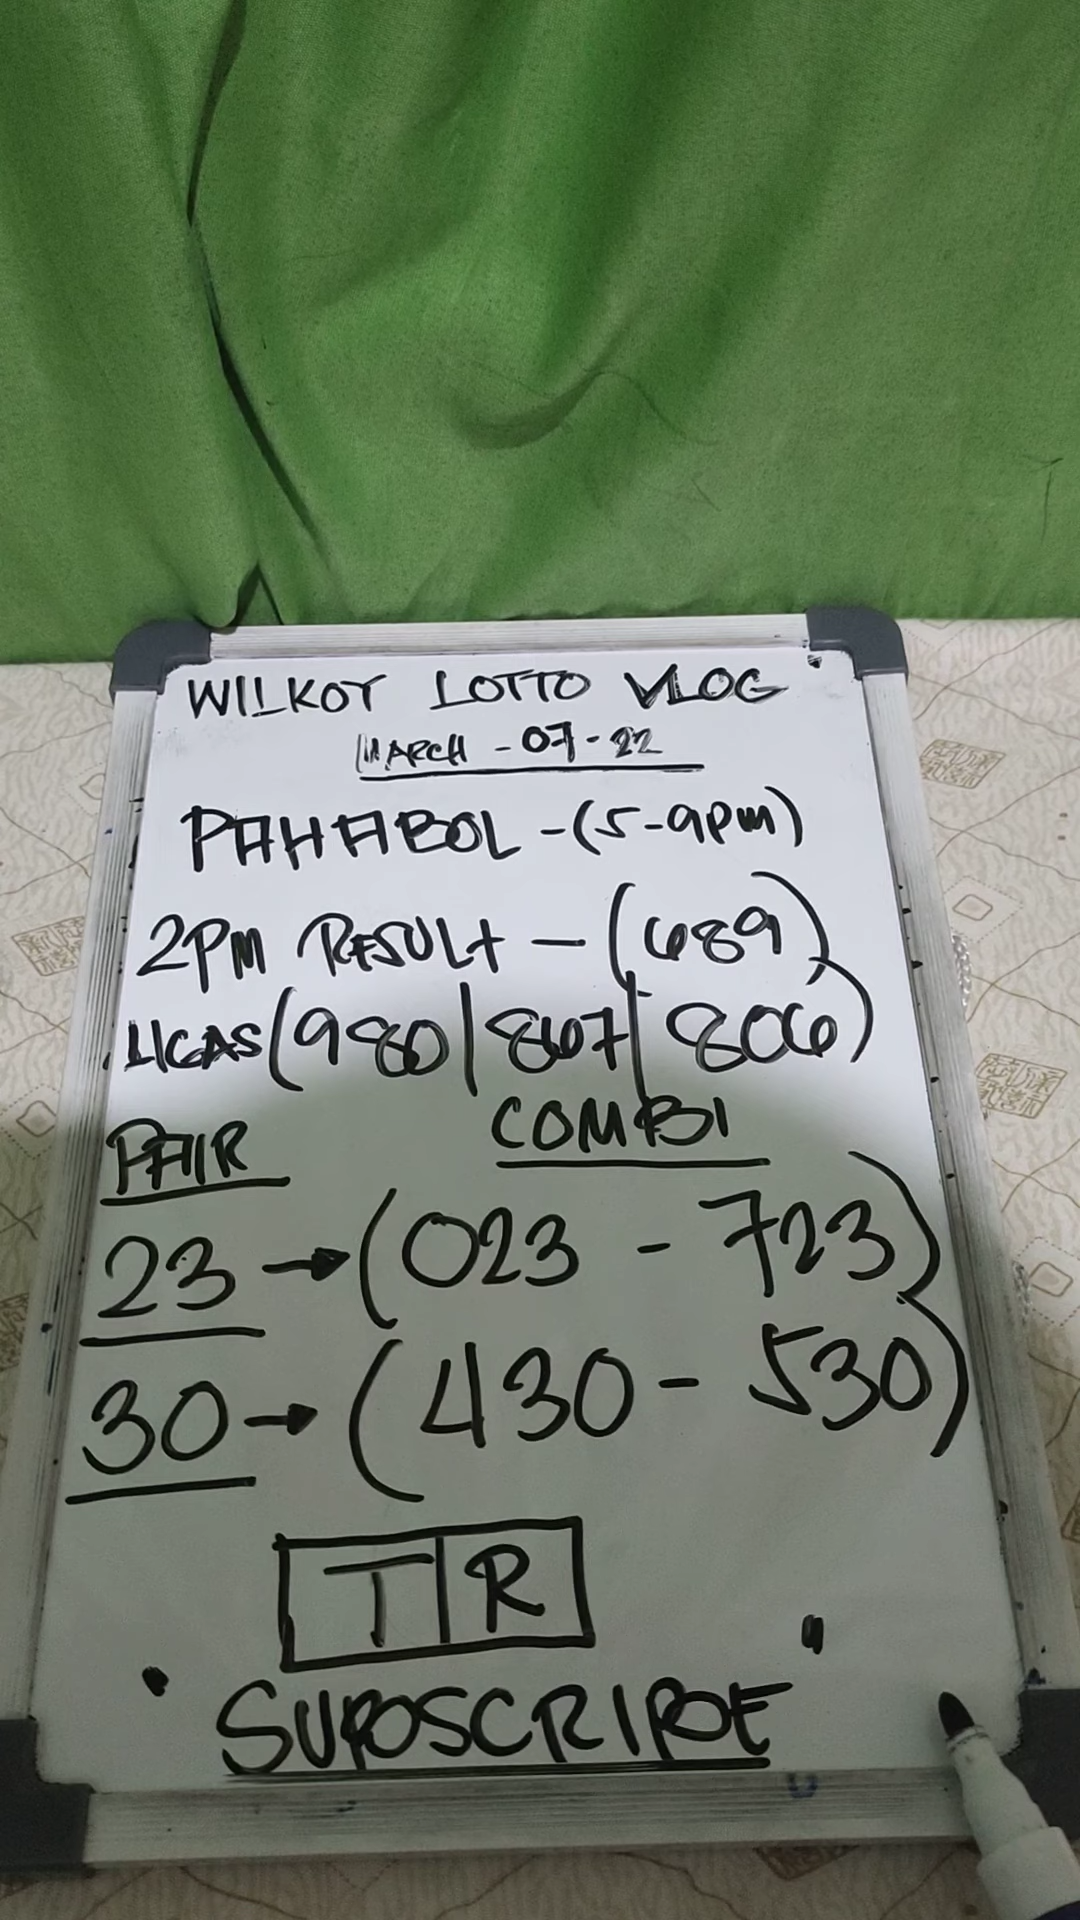 WILKOY LOTTO VLOG
MARCH - 07 - 22
PAHABOL - (5-9pm)
2PM RESULT - (689)
LIGAS (980 | 867 | 806)
PAIR COMBI
23 → (023 - 723)
30 → (430 - 530)
T R
"SUBSCRIBE"